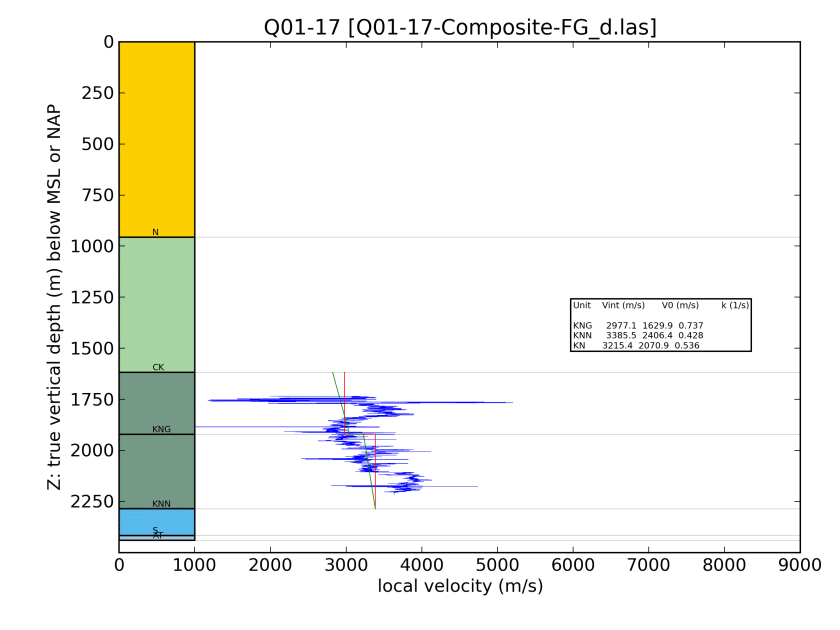 Q01-17 [Q01-17-Composite-FG_d.las]
Z: true vertical depth (m) below MSL or NAP
0
250
500
750
1000
1250
1500
1750
2000
2250
N
CK
KNG
KNN
S
AT
Unit Vint (m/s) V0 (m/s) k (1/s)
KNG 2977.1 1629.9 0.737
KNN 3385.5 2406.4 0.428
KN 3215.4 2070.9 0.536
0 1000 2000 3000 4000 5000 6000 7000 8000 9000
local velocity (m/s)